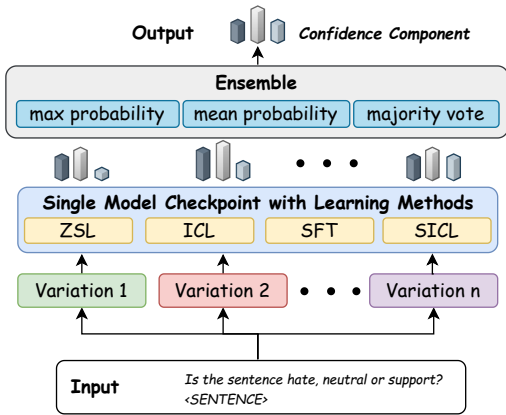 Output
Confidence Component
Ensemble
max probability
mean probability
majority vote
Single Model Checkpoint with Learning Methods
ZSL
ICL
SFT
SICL
Variation 1
Variation 2
Variation n
Input
Is the sentence hate, neutral or support?
<SENTENCE>